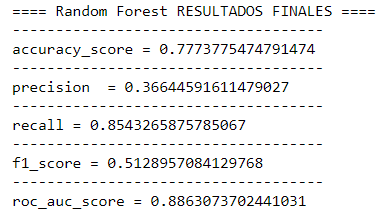 ==== Random Forest RESULTADOS FINALES ====
----------------------------------
accuracy_score = 0.7773775474791474
----------------------------------
precision  = 0.36644591611479027
----------------------------------
recall = 0.8543265875785067
----------------------------------
f1_score = 0.5128957084129768
----------------------------------
roc_auc_score = 0.8863073702441031